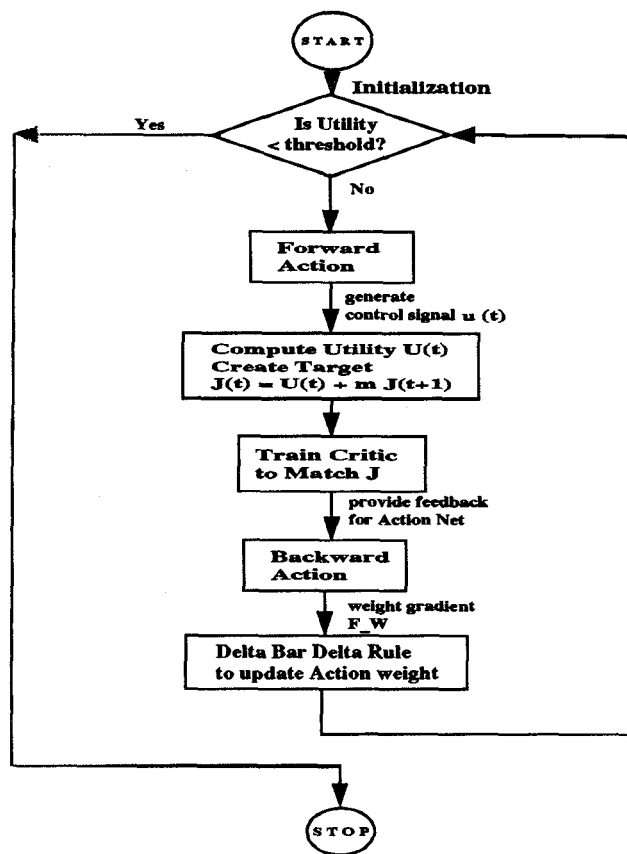 START
Initialization
Is Utility
< threshold?
Yes
No
Forward
Action
generate
control signal u (t)
Compute Utility U(t)
Create Target
J(t) = U(t) + m J(t+1)
Train Critic
to Match J
provide feedback
for Action Net
Backward
Action
weight gradient
F_W
Delta Bar Delta Rule
to update Action weight
STOP